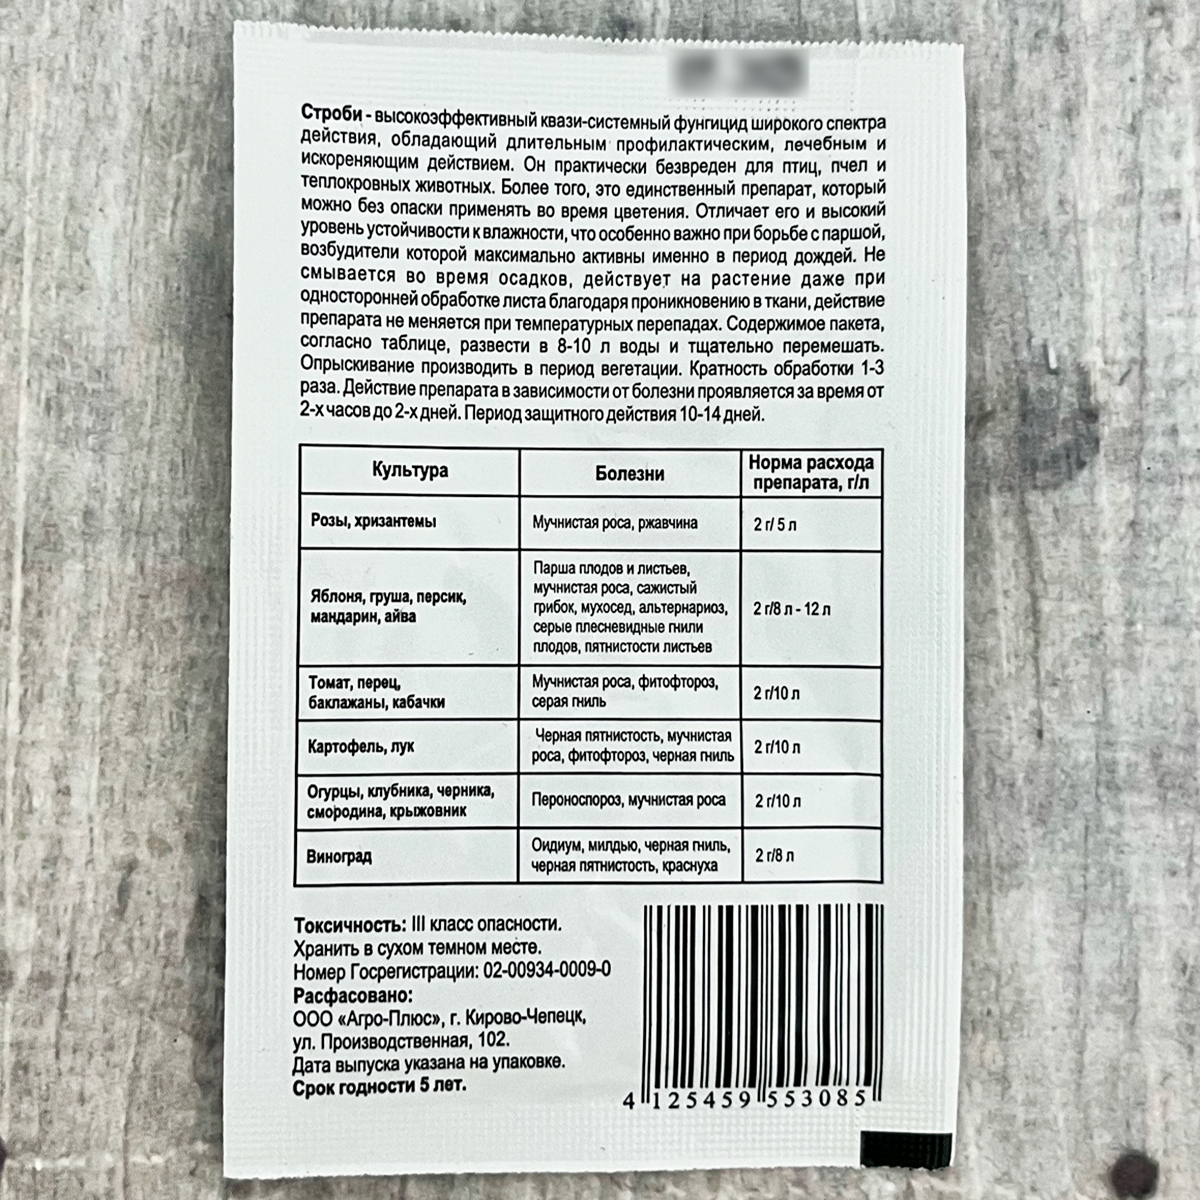 Строби - высокоэффективный квази-системный фунгицид широкого спектра
действия, обладающий длительным профилактическим, лечебным и
искореняющим действием. Он практически безвреден для птиц, пчел и
теплокровных животных. Более того, это единственный препарат, который
можно без опаски применять во время цветения. Отличает его и высокий
уровень устойчивости к влажности, что особенно важно при борьбе с паршой,
возбудители которой максимально активны именно в период дождей. Не
смывается во время осадков, действует на растение даже при
односторонней обработке листа благодаря проникновению в ткани, действие
препарата не меняется при температурных перепадах. Содержимое пакета,
согласно таблице, развести в 8-10 л воды и тщательно перемешать.
Опрыскивание производить в период вегетации. Кратность обработки 1-3
раза. Действие препарата в зависимости от болезни проявляется за время от
2-х часов до 2-х дней. Период защитного действия 10-14 дней.
Культура
Болезни
Норма расхода
препарата, г/л
Розы, хризантемы
Мучнистая роса, ржавчина
2 г/ 5 л
Яблоня, груша, персик,
мандарин, айва
Парша плодов и листьев,
мучнистая роса, сажистый
грибок, мухосед, альтернариоз,
серые плесневидные гнили
плодов, пятнистости листьев
2 г/8 л - 12 л
Томат, перец,
баклажаны, кабачки
Мучнистая роса, фитофтороз,
серая гниль
2 г/10 л
Картофель, лук
Черная пятнистость, мучнистая
роса, фитофтороз, черная гниль
2 г/10 л
Огурцы, клубника, черника,
смородина, крыжовник
Пероноспороз, мучнистая роса
2 г/10 л
Виноград
Оидиум, милдью, черная гниль,
черная пятнистость, краснуха
2 г/8 л
Токсичность: III класс опасности.
Хранить в сухом темном месте.
Номер Госрегистрации: 02-00934-0009-0
Расфасовано:
ООО «Агро-Плюс», г. Кирово-Чепецк,
ул. Производственная, 102.
Дата выпуска указана на упаковке.
Срок годности 5 лет.
4 125459 553085